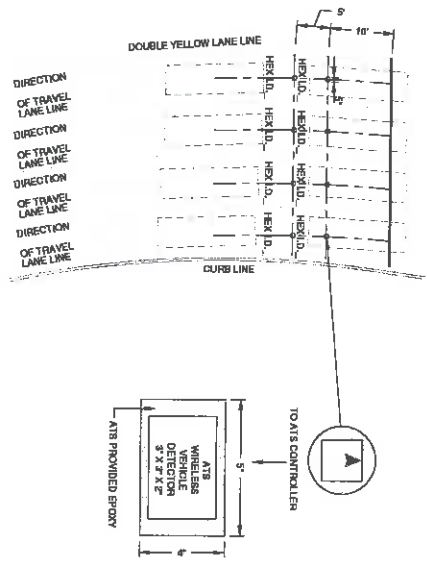 5'
10'
DOUBLE YELLOW LANE LINE
HEX I.D.
HEX I.D.
5"
DIRECTION
OF TRAVEL
LANE LINE
HEX I.D.
HEX I.D.
DIRECTION
OF TRAVEL
LANE LINE
HEX I.D.
HEX I.D.
DIRECTION
OF TRAVEL
LANE LINE
HEX I.D.
HEX I.D.
DIRECTION
OF TRAVEL
LANE LINE
CURB LINE
ATS PROVIDED EPOXY
ATS
WIRELESS
VEHICLE
DETECTOR
3" X 3" X 2"
5"
4"
TO ATS CONTROLLER